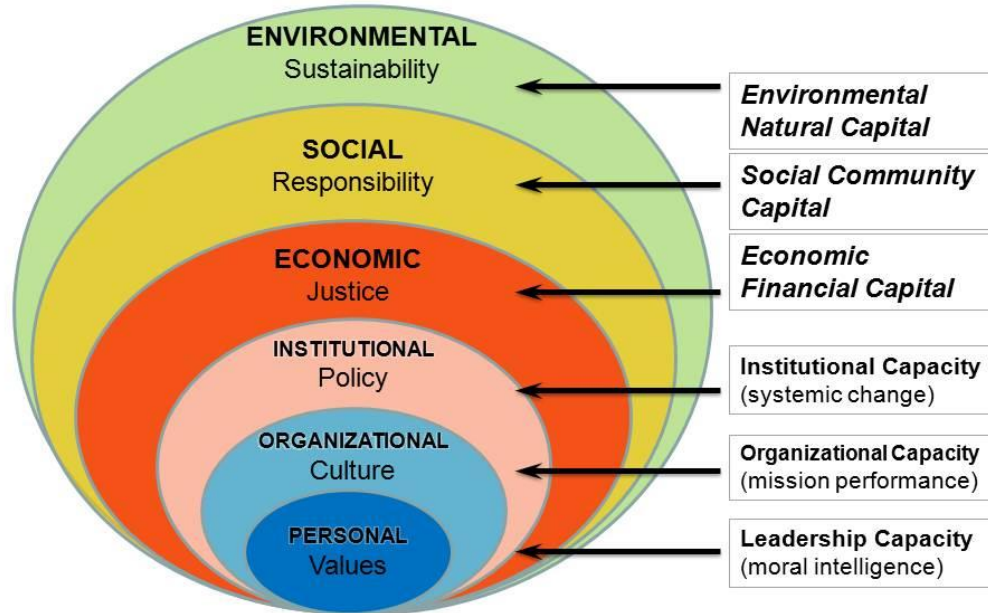 ENVIRONMENTAL
Sustainability
SOCIAL
Responsibility
ECONOMIC
Justice
INSTITUTIONAL
Policy
ORGANIZATIONAL
Culture
PERSONAL
Values
Environmental
Natural Capital
Social Community
Capital
Economic
Financial Capital
Institutional Capacity
(systemic change)
Organizational Capacity
(mission performance)
Leadership Capacity
(moral intelligence)